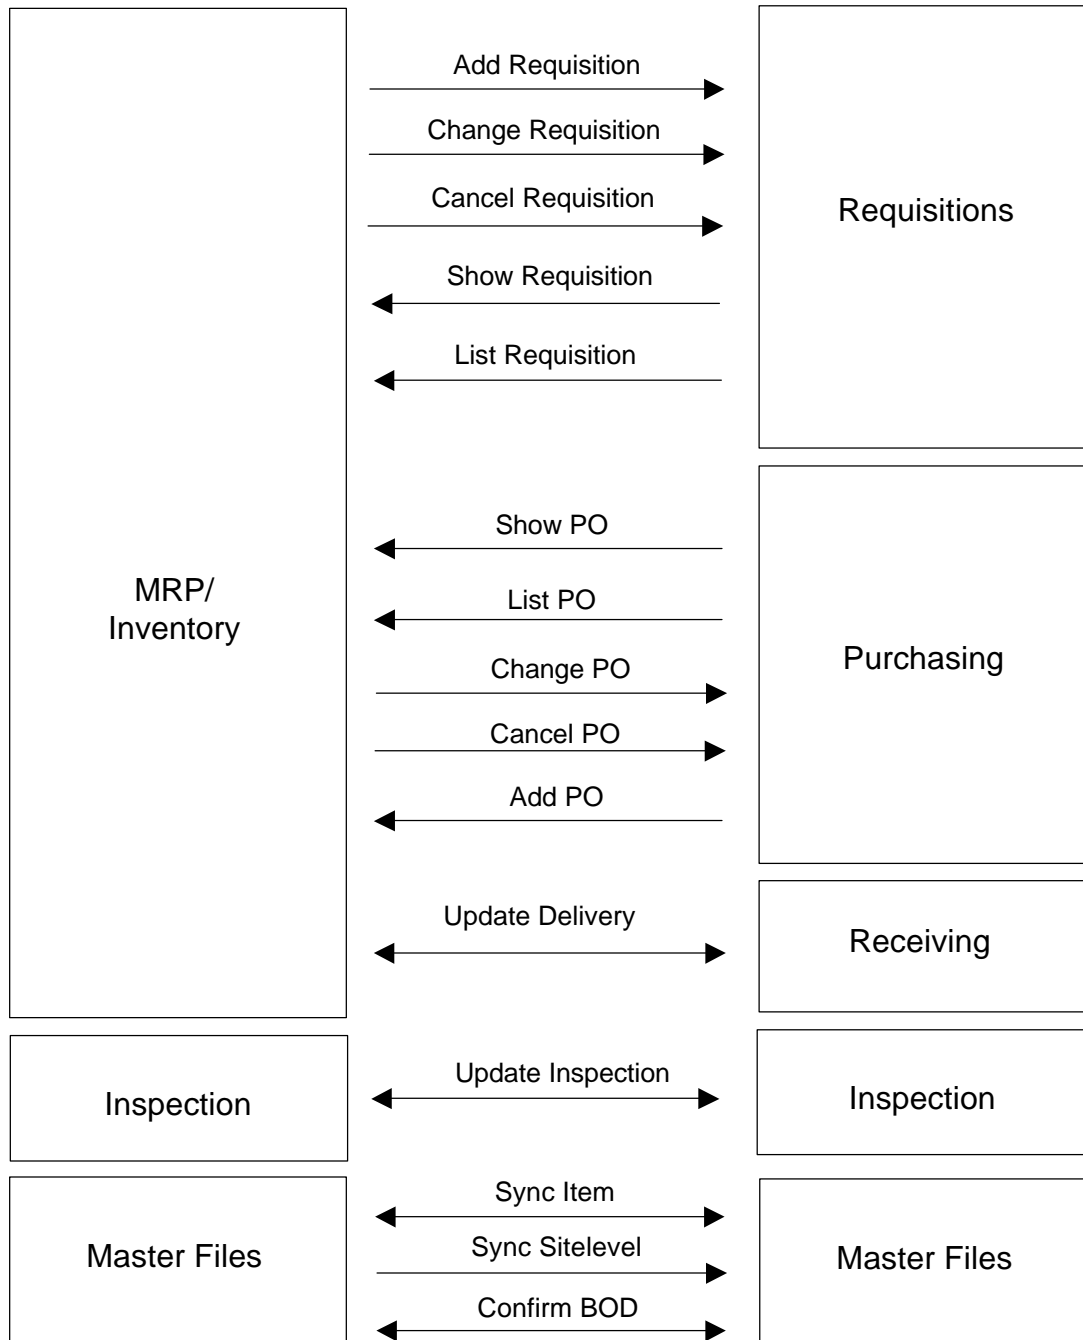 Add Requisition
Change Requisition
Cancel Requisition
Requisitions
Show Requisition
List Requisition
Show PO
MRP/
Inventory
List PO
Change PO
Purchasing
Cancel PO
Add PO
Update Delivery
Receiving
Inspection
Update Inspection
Inspection
Sync Item
Master Files
Sync Sitelevel
Master Files
Confirm BOD